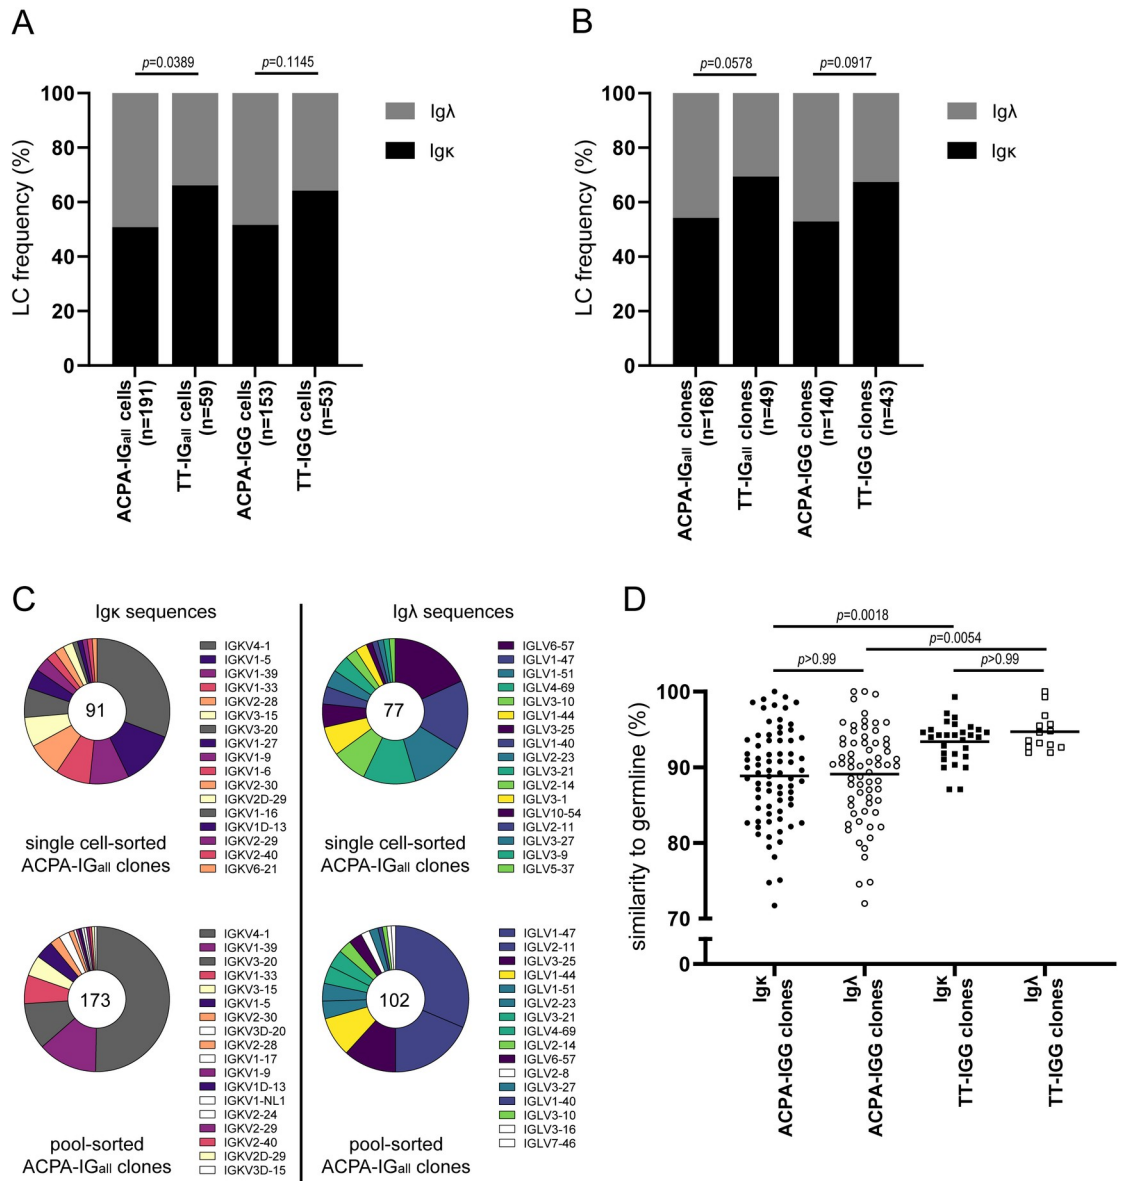 A
p=0.0389
p=0.1145
100
80
60
40
20
0
LC frequency (%)
Igλ
Igκ
ACPA-IGall cells
(n=191)
TT-IGall cells
(n=59)
ACPA-IGG cells
(n=153)
TT-IGG cells
(n=53)
B
p=0.0578
p=0.0917
100
80
60
40
20
0
LC frequency (%)
Igλ
Igκ
ACPA-IGall clones
(n=168)
TT-IGall clones
(n=49)
ACPA-IGG clones
(n=140)
TT-IGG clones
(n=43)
C
Igκ sequences
91
single cell-sorted
ACPA-IGall clones
IGKV4-1
IGKV1-5
IGKV1-39
IGKV1-33
IGKV2-28
IGKV3-15
IGKV3-20
IGKV1-27
IGKV1-9
IGKV1-6
IGKV2-30
IGKV2D-29
IGKV1-16
IGKV1D-13
IGKV2-29
IGKV2-40
IGKV6-21
Igλ sequences
77
single cell-sorted
ACPA-IGall clones
IGLV6-57
IGLV1-47
IGLV1-51
IGLV4-69
IGLV3-10
IGLV1-44
IGLV3-25
IGLV1-40
IGLV2-23
IGLV3-21
IGLV2-14
IGLV3-1
IGLV10-54
IGLV2-11
IGLV3-27
IGLV3-9
IGLV5-37
173
pool-sorted
ACPA-IGall clones
IGKV4-1
IGKV1-39
IGKV3-20
IGKV1-33
IGKV3-15
IGKV1-5
IGKV2-30
IGKV3D-20
IGKV2-28
IGKV1-17
IGKV1-9
IGKV1D-13
IGKV1-NL1
IGKV2-24
IGKV2-29
IGKV2-40
IGKV2D-29
IGKV3D-15
102
pool-sorted
ACPA-IGall clones
IGLV1-47
IGLV2-11
IGLV3-25
IGLV1-44
IGLV1-51
IGLV2-23
IGLV3-21
IGLV4-69
IGLV2-14
IGLV6-57
IGLV2-8
IGLV3-27
IGLV1-40
IGLV3-10
IGLV3-16
IGLV7-46
D
p=0.0018
p=0.0054
p>0.99
p>0.99
100
90
80
70
0
similarity to germline (%)
Igκ
ACPA-IGG clones
Igλ
ACPA-IGG clones
Igκ
TT-IGG clones
Igλ
TT-IGG clones